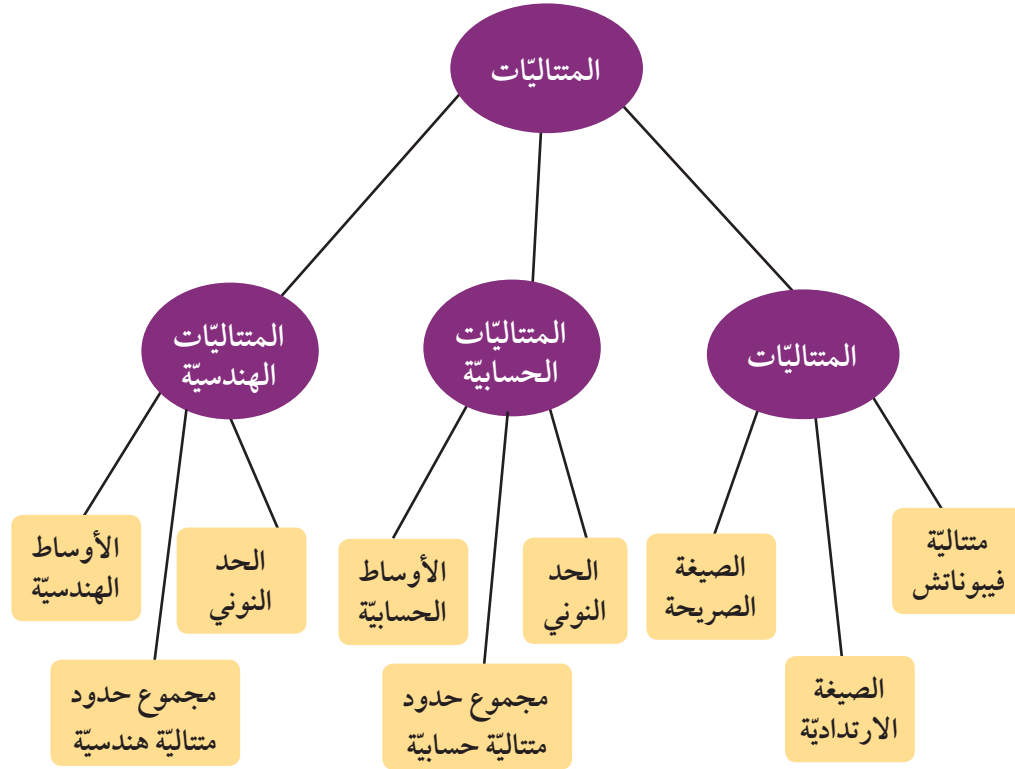 المتتاليّات
المتتاليّات
المتتاليّات
الحسابيّة
المتتاليّات
الهندسيّة
متتاليّة
فيبوناتش
الصيغة
الارتداديّة
الصيغة
الصريحة
الحد
النوني
مجموع حدود
متتاليّة حسابيّة
الأوساط
الحسابيّة
الحد
النوني
مجموع حدود
متتاليّة هندسيّة
الأوساط
الهندسيّة